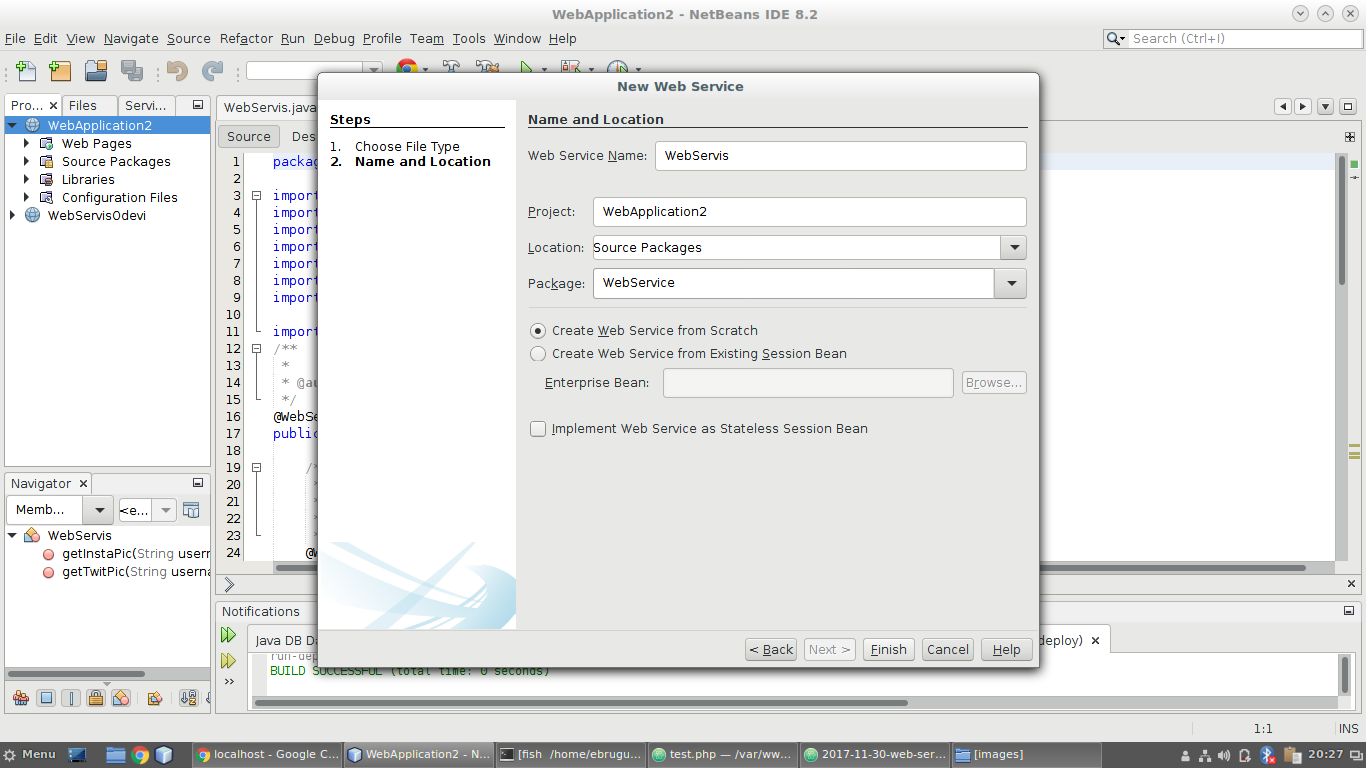 WebApplication2 - NetBeans IDE 8.2
File Edit View Navigate Source Refactor Run Debug Profile Team Tools Window Help
Search (Ctrl+I)
Pro... Files Servi...
WebApplication2
Web Pages
Source Packages
Libraries
Configuration Files
WebServisOdevi
WebServis.java
Source Des
1 packag
2
3 import
4 import
5 import
6 import
7 import
8 import
9 import
10
11 import
12 /**
13 *
14 * @au
15 */
16 @WebSe
17 public
18
19 /*
20 *
21 *
22 *
23 *
24 @W
New Web Service
Steps
1. Choose File Type
2. Name and Location
Name and Location
Web Service Name: WebServis
Project: WebApplication2
Location: Source Packages
Package: WebService
Create Web Service from Scratch
Create Web Service from Existing Session Bean
Enterprise Bean: Browse...
Implement Web Service as Stateless Session Bean
< Back Next > Finish Cancel Help
Navigator
Memb... <e...
WebServis
getInstaPic(String usern
getTwitPic(String userna
Notifications
Java DB Da
deploy)
run-dep
BUILD SUCCESSFUL (total time: 0 seconds)
1:1 INS
Menu localhost - Google C... WebApplication2 - N... [fish /home/ebrugu... test.php — /var/ww... 2017-11-30-web-ser... [images] 20:27